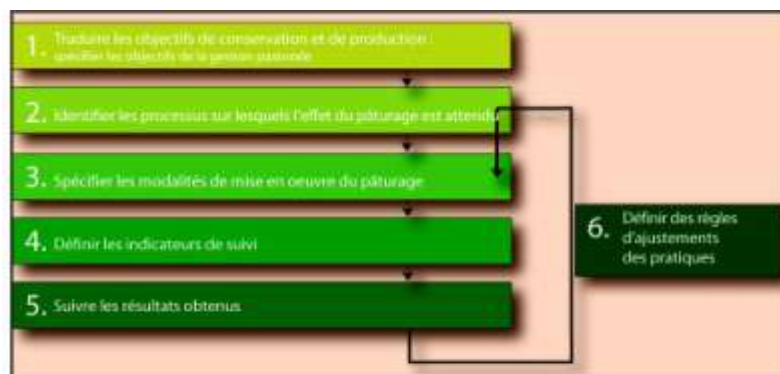 1. Traduire les objectifs de conservation et de production :
spécifier les objectifs de la gestion pastorale
2. Identifier les processus sur lesquels l'effet du pâturage est attendu
3. Spécifier les modalités de mise en oeuvre du pâturage
4. Définir les indicateurs de suivi
5. Suivre les résultats obtenus
6. Définir des règles
d'ajustements
des pratiques